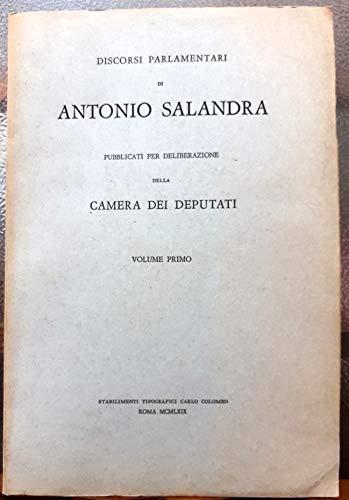 DISCORSI PARLAMENTARI
DI
ANTONIO SALANDRA
PUBBLICATI PER DELIBERAZIONE
DELLA
CAMERA DEI DEPUTATI
VOLUME PRIMO
STABILIMENTI TIPOGRAFICI CARLO COLOMBO
ROMA MCMLXIX